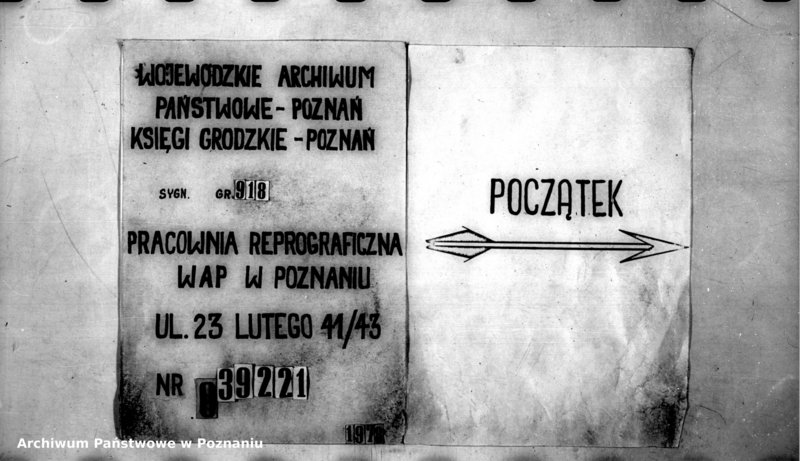 WOJEWÓDZKIE ARCHIWUM
PAŃSTWOWE - POZNAŃ
KSIĘGI GRODZKIE - POZNAŃ
SYGN. GR. 918
PRACOWNIA REPROGRAFICZNA
WAP W POZNANIU
UL. 23 LUTEGO 41/43
NR 039221
POCZĄTEK
Archiwum Państwowe w Poznaniu